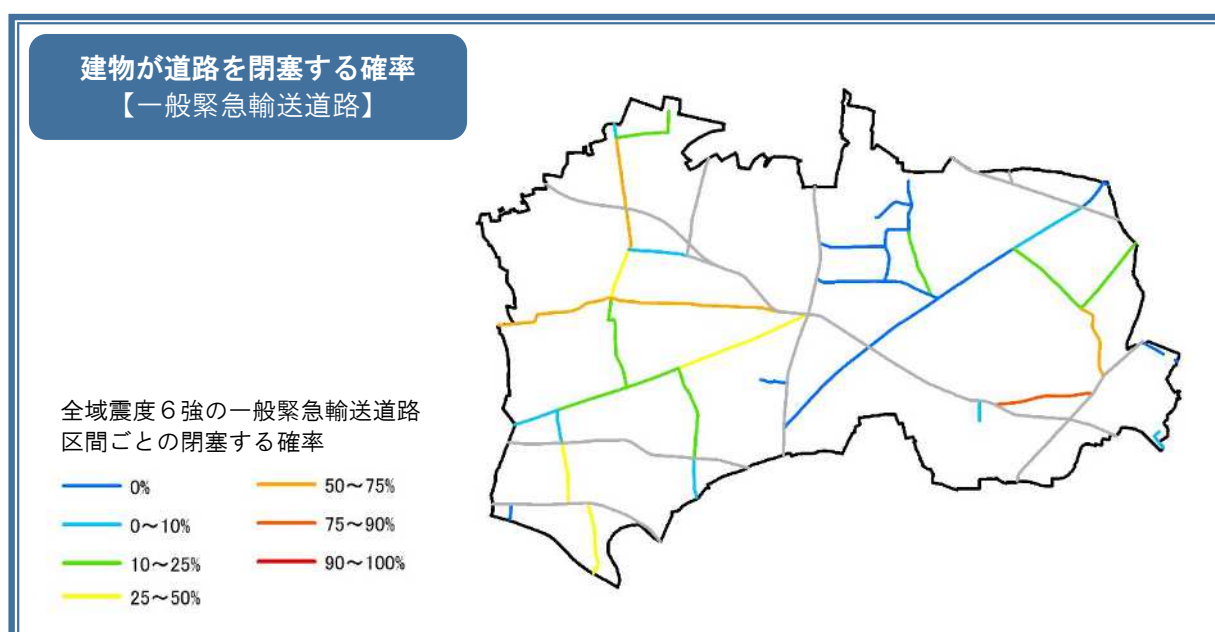 建物が道路を閉塞する確率
【一般緊急輸送道路】
全域震度６強の一般緊急輸送道路
区間ごとの閉塞する確率
0%
0～10%
10～25%
25～50%
50～75%
75～90%
90～100%